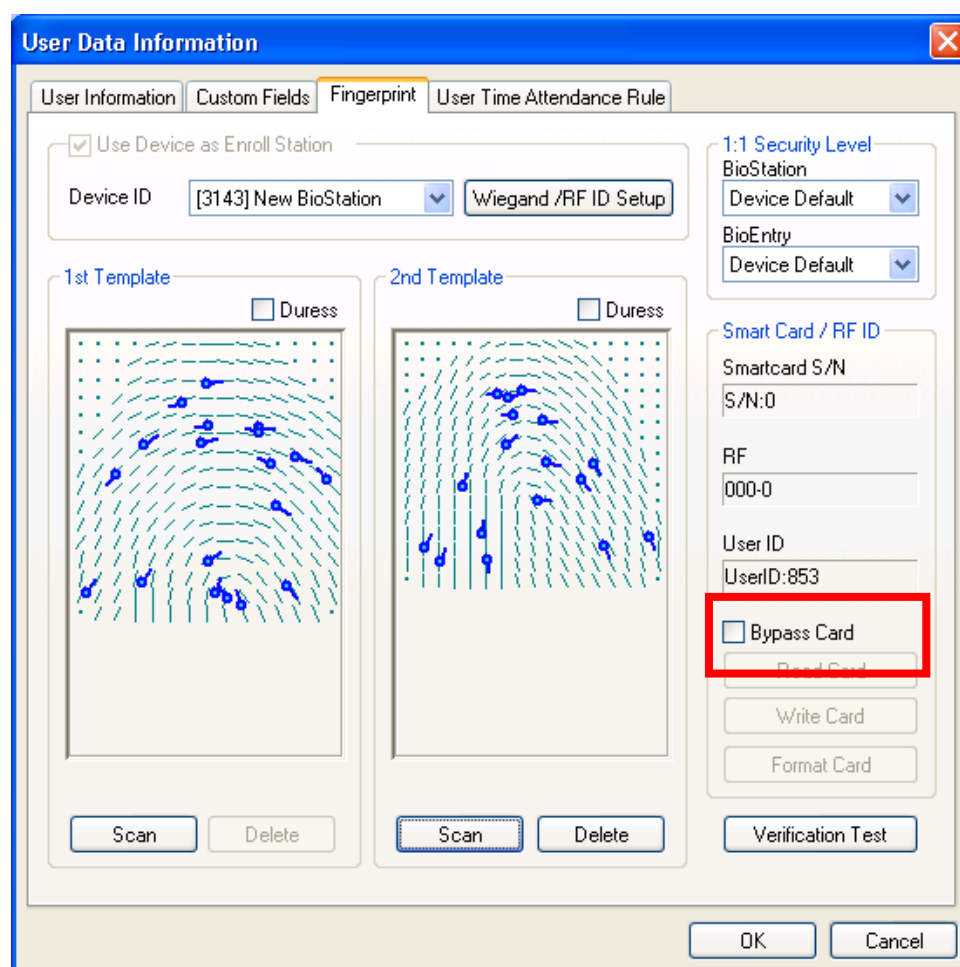 User Data Information
User Information Custom Fields Fingerprint User Time Attendance Rule
Use Device as Enroll Station
Device ID [3143] New BioStation Wiegand /RF ID Setup
1:1 Security Level
BioStation
Device Default
BioEntry
Device Default
1st Template
Duress
2nd Template
Duress
Smart Card / RF ID
Smartcard S/N
S/N:0
RF
000-0
User ID
UserID:853
Bypass Card
Read Card
Write Card
Format Card
Scan Delete
Scan Delete
Verification Test
OK Cancel